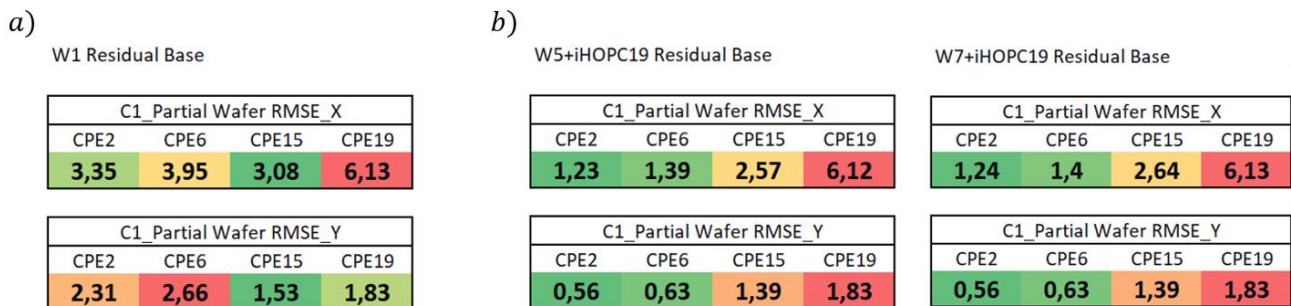 a)
b)
W1 Residual Base
W5+iHOPC19 Residual Base
W7+iHOPC19 Residual Base
C1_Partial Wafer RMSE_X
CPE2 CPE6 CPE15 CPE19
3,35 3,95 3,08 6,13
C1_Partial Wafer RMSE_Y
CPE2 CPE6 CPE15 CPE19
2,31 2,66 1,53 1,83
C1_Partial Wafer RMSE_X
CPE2 CPE6 CPE15 CPE19
1,23 1,39 2,57 6,12
C1_Partial Wafer RMSE_Y
CPE2 CPE6 CPE15 CPE19
0,56 0,63 1,39 1,83
C1_Partial Wafer RMSE_X
CPE2 CPE6 CPE15 CPE19
1,24 1,4 2,64 6,13
C1_Partial Wafer RMSE_Y
CPE2 CPE6 CPE15 CPE19
0,56 0,63 1,39 1,83